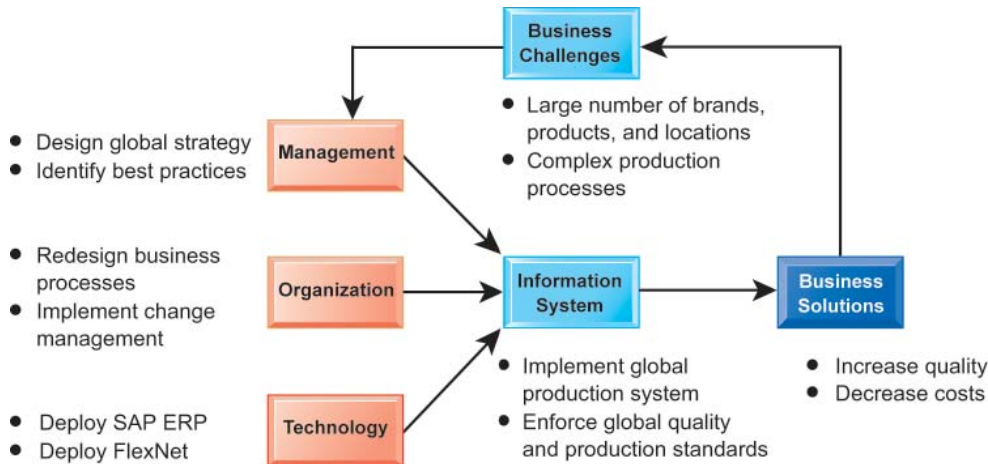 Business
Challenges
• Large number of brands,
products, and locations
• Complex production
processes
• Design global strategy
• Identify best practices
Management
• Redesign business
processes
• Implement change
management
Organization
Information
System
Business
Solutions
• Implement global
production system
• Enforce global quality
and production standards
• Increase quality
• Decrease costs
• Deploy SAP ERP
• Deploy FlexNet
Technology